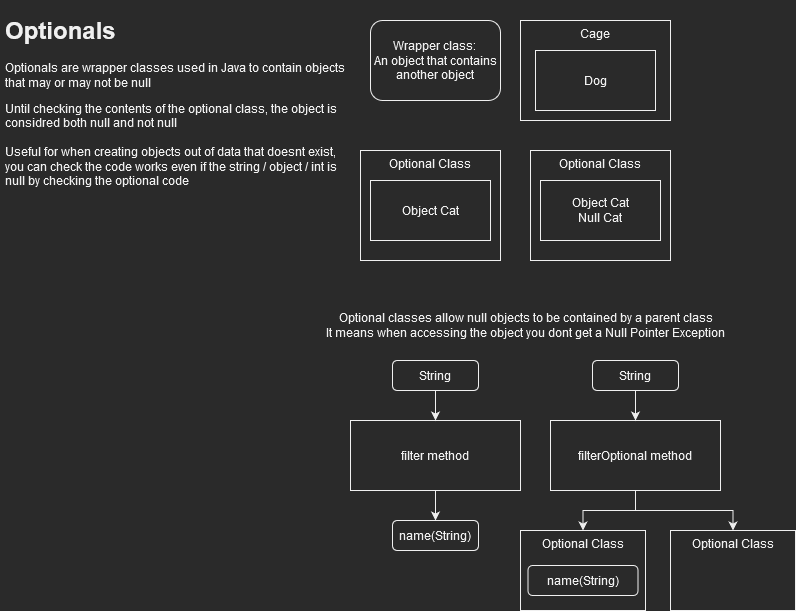 Optionals
Optionals are wrapper classes used in Java to contain objects
that may or may not be null
Until checking the contents of the optional class, the object is
considred both null and not null
Useful for when creating objects out of data that doesnt exist,
you can check the code works even if the string / object / int is
null by checking the optional code
Wrapper class:
An object that contains
another object
Cage
Dog
Optional Class
Object Cat
Optional Class
Object Cat
Null Cat
Optional classes allow null objects to be contained by a parent class
It means when accessing the object you dont get a Null Pointer Exception
String
String
filter method
filterOptional method
name(String)
Optional Class
name(String)
Optional Class